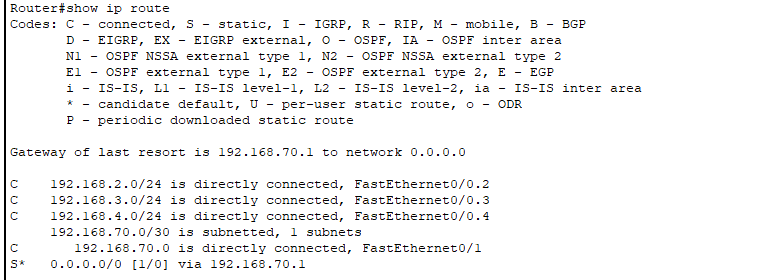 Router#show ip route
Codes: C - connected, S - static, I - IGRP, R - RIP, M - mobile, B - BGP
       D - EIGRP, EX - EIGRP external, O - OSPF, IA - OSPF inter area
       N1 - OSPF NSSA external type 1, N2 - OSPF NSSA external type 2
       E1 - OSPF external type 1, E2 - OSPF external type 2, E - EGP
       i - IS-IS, L1 - IS-IS level-1, L2 - IS-IS level-2, ia - IS-IS inter area
       * - candidate default, U - per-user static route, o - ODR
       P - periodic downloaded static route

Gateway of last resort is 192.168.70.1 to network 0.0.0.0

C    192.168.2.0/24 is directly connected, FastEthernet0/0.2
C    192.168.3.0/24 is directly connected, FastEthernet0/0.3
C    192.168.4.0/24 is directly connected, FastEthernet0/0.4
     192.168.70.0/30 is subnetted, 1 subnets
C       192.168.70.0 is directly connected, FastEthernet0/1
S*   0.0.0.0/0 [1/0] via 192.168.70.1